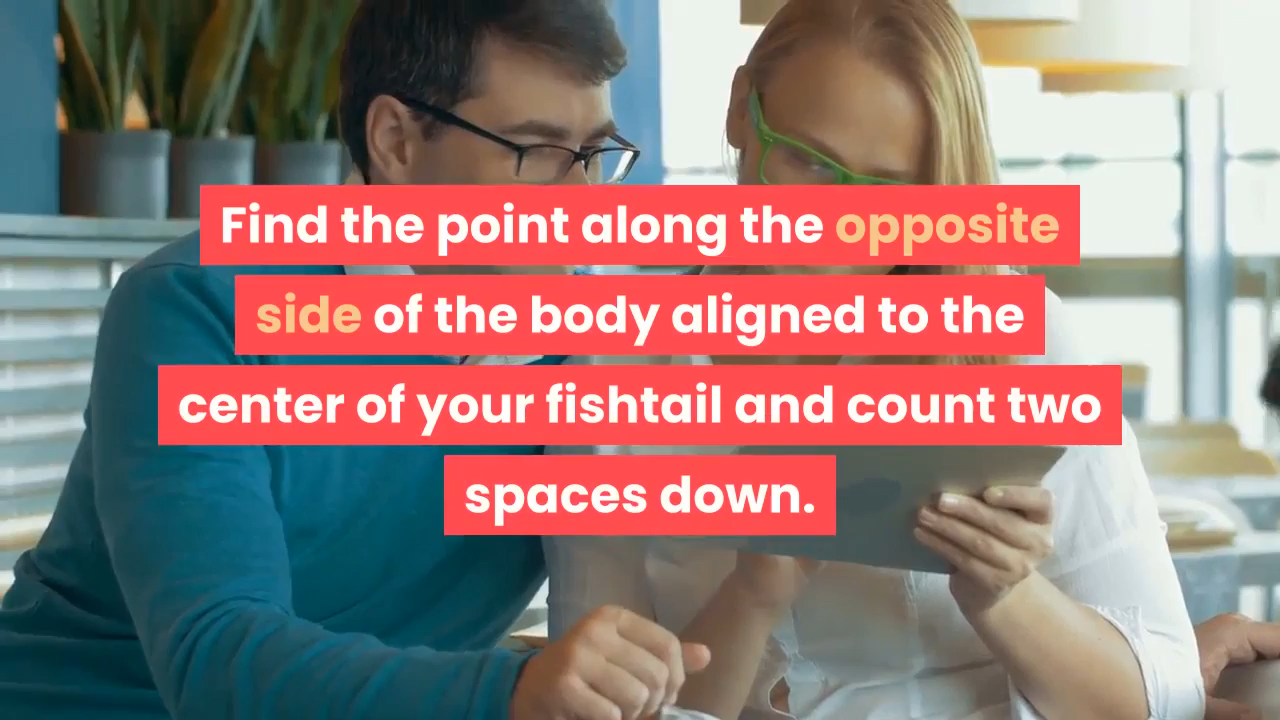 Find the point along the opposite
side of the body aligned to the
center of your fishtail and count two
spaces down.